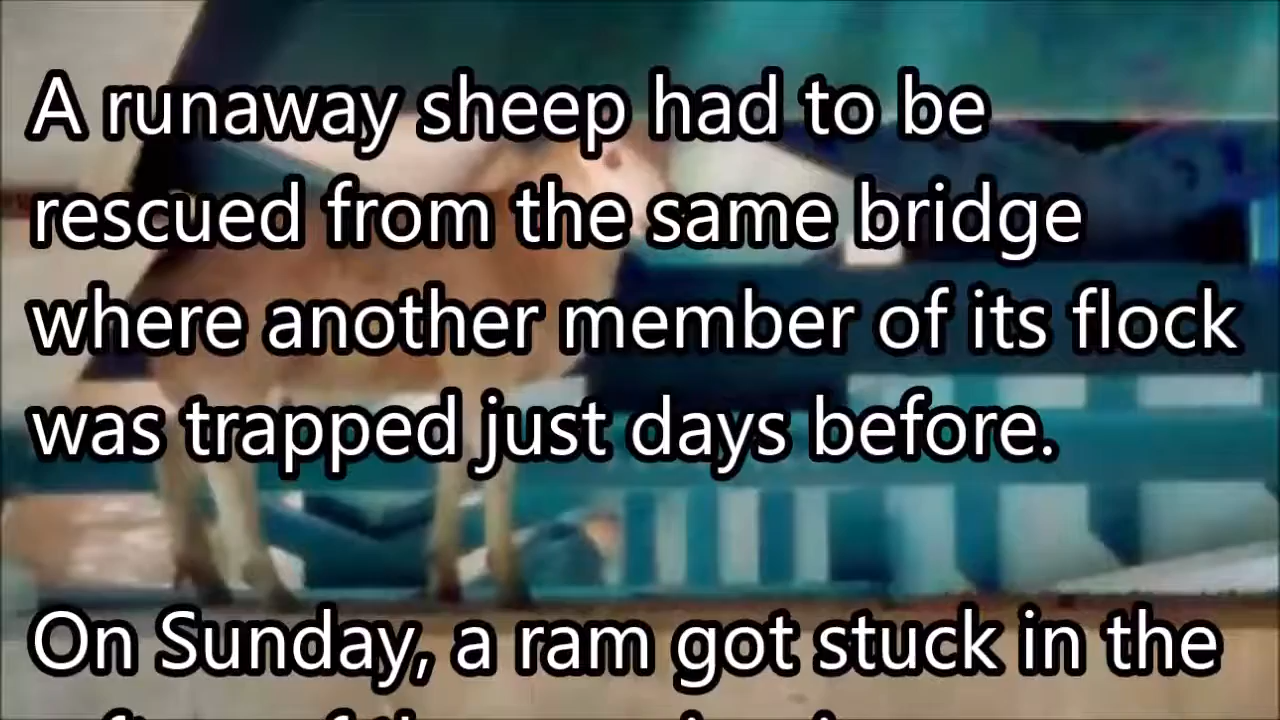 A runaway sheep had to be
rescued from the same bridge
where another member of its flock
was trapped just days before.
On Sunday, a ram got stuck in the